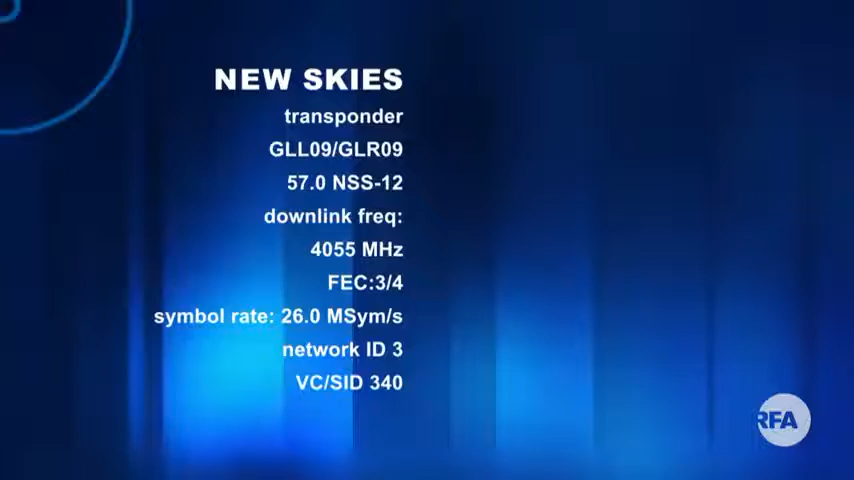 NEW SKIES
transponder
GLL09/GLR09
57.0 NSS-12
downlink freq:
4055 MHz
FEC:3/4
symbol rate: 26.0 MSym/s
network ID 3
VC/SID 340
RFA